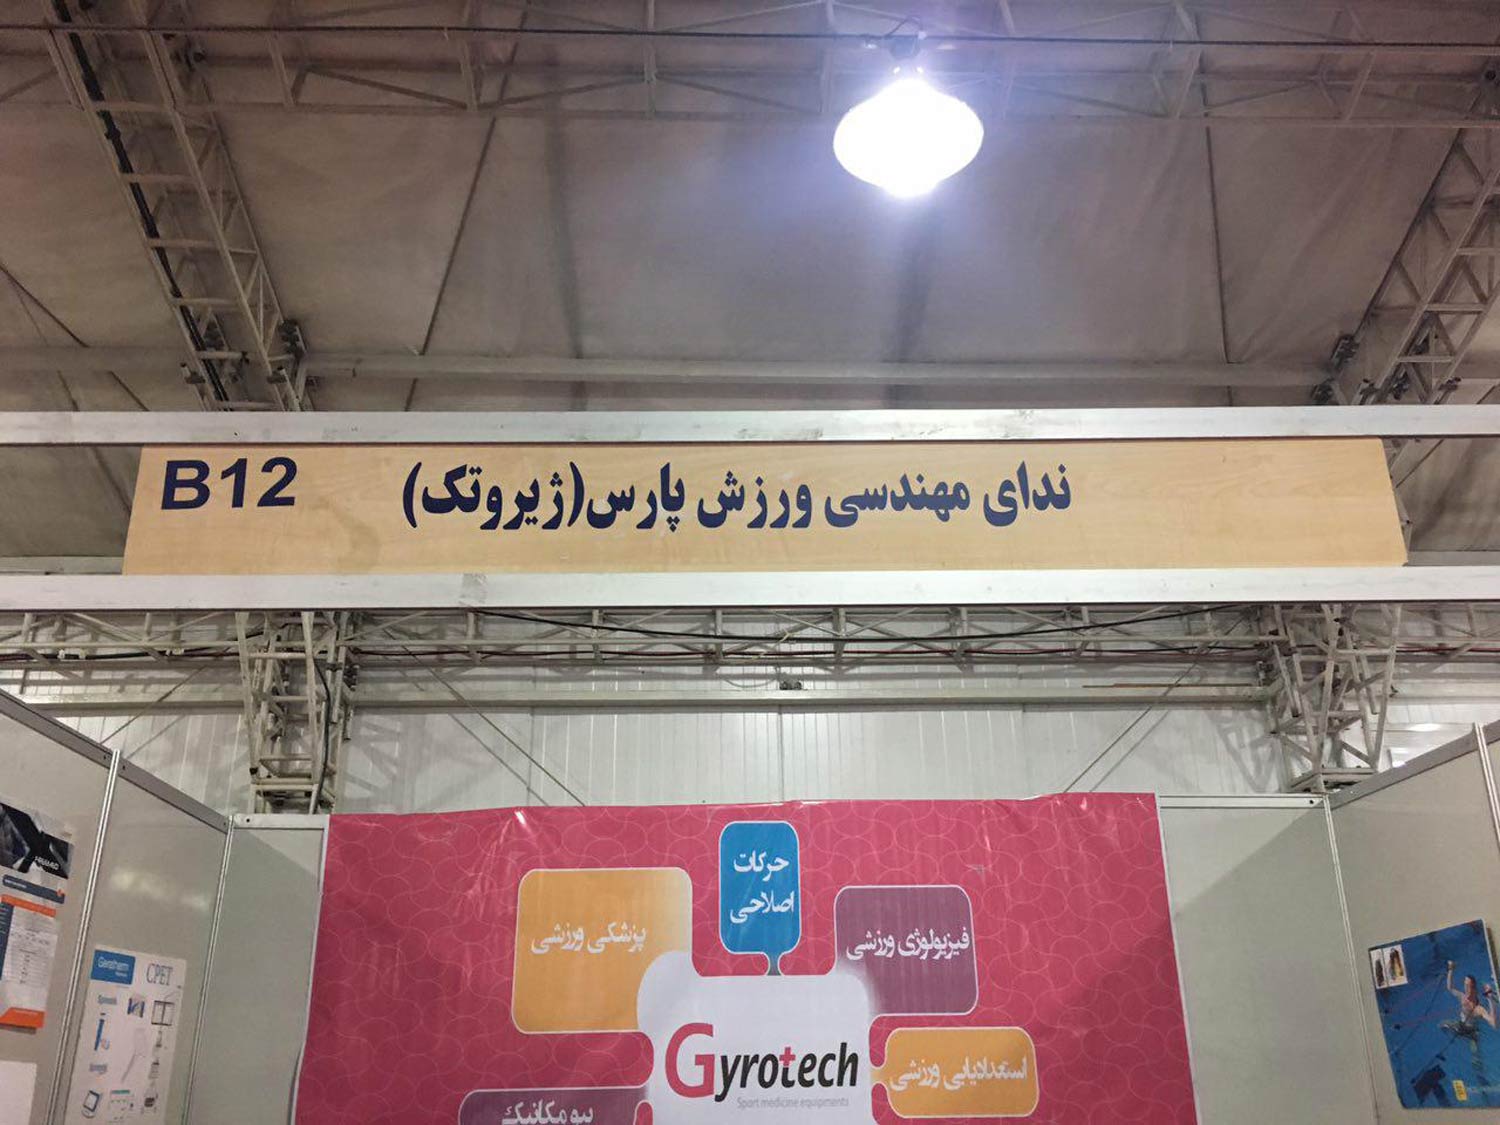 B12
ندای مهندسی ورزش پارس(ژیروتک)
حرکات
اصلاحی
پزشکی ورزشی
فیزیولوژی ورزشی
Gyrotech
Sport medicine equipments
استعدادیابی ورزشی
بیومکانیک
Geratherm
CPET